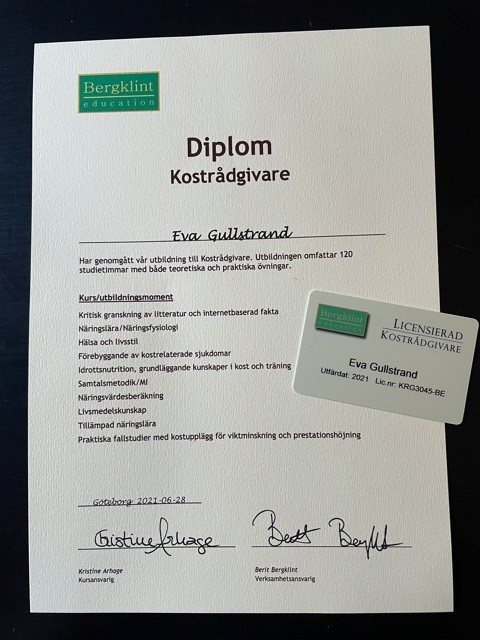 Bergklint
education
Diplom
Kostrådgivare
Eva Gullstrand
Har genomgått vår utbildning till Kostrådgivare. Utbildningen omfattar 120
studietimmar med både teoretiska och praktiska övningar.
Kurs/utbildningsmoment
Kritisk granskning av litteratur och internetbaserad fakta
Näringslära/Näringsfysiologi
Hälsa och livsstil
Förebyggande av kostrelaterade sjukdomar
Idrottsnutrition, grundläggande kunskaper i kost och träning
Samtalsmetodik/MI
Näringsvärdesberäkning
Livsmedelskunskap
Tillämpad näringslära
Praktiska fallstudier med kostupplägg för viktminskning och prestationshöjning
Bergklint
education
LICENSIERAD
KOSTRÅDGIVARE
Eva Gullstrand
Utfärdat: 2021 Lic.nr: KRG3045-BE
Göteborg 2021-06-28
Kristine Arhage
Kursansvarig
Berit Bergklint
Verksamhetsansvarig